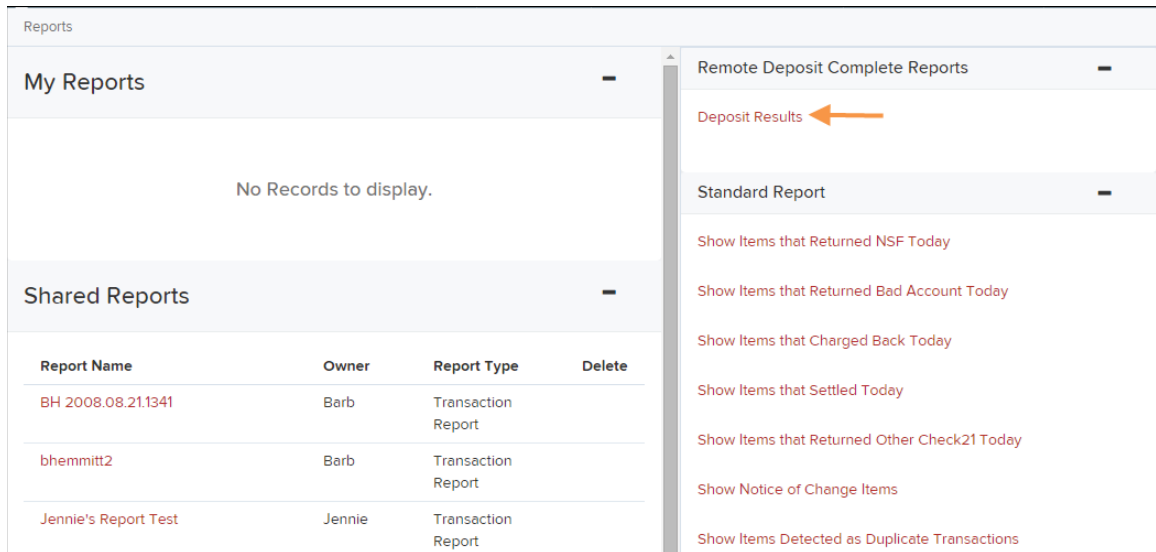 Reports
My Reports
No Records to display.
Shared Reports
Report Name Owner Report Type Delete
BH 2008.08.21.1341 Barb Transaction
Report
bhemmitt2 Barb Transaction
Report
Jennie's Report Test Jennie Transaction
Report
Remote Deposit Complete Reports
Deposit Results
Standard Report
Show Items that Returned NSF Today
Show Items that Returned Bad Account Today
Show Items that Charged Back Today
Show Items that Settled Today
Show Items that Returned Other Check21 Today
Show Notice of Change Items
Show Items Detected as Duplicate Transactions